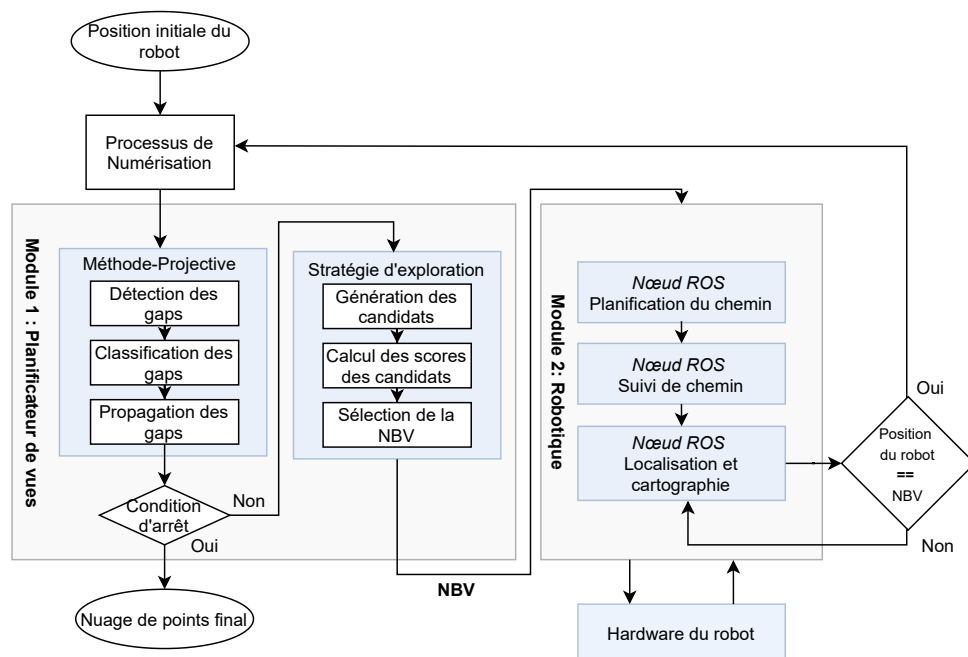 Position initiale du
robot
Processus de
Numérisation
Module 1 : Planificateur de vues
Méthode-Projective
Détection des
gaps
Classification des
gaps
Propagation des
gaps
Condition
d'arrêt
Non
Oui
Nuage de points final
Stratégie d'exploration
Génération des
candidats
Calcul des scores
des candidats
Sélection de la
NBV
NBV
Module 2: Robotique
Nœud ROS
Planification du chemin
Nœud ROS
Suivi de chemin
Nœud ROS
Localisation et
cartographie
Oui
Position
du robot
==
NBV
Non
Hardware du robot